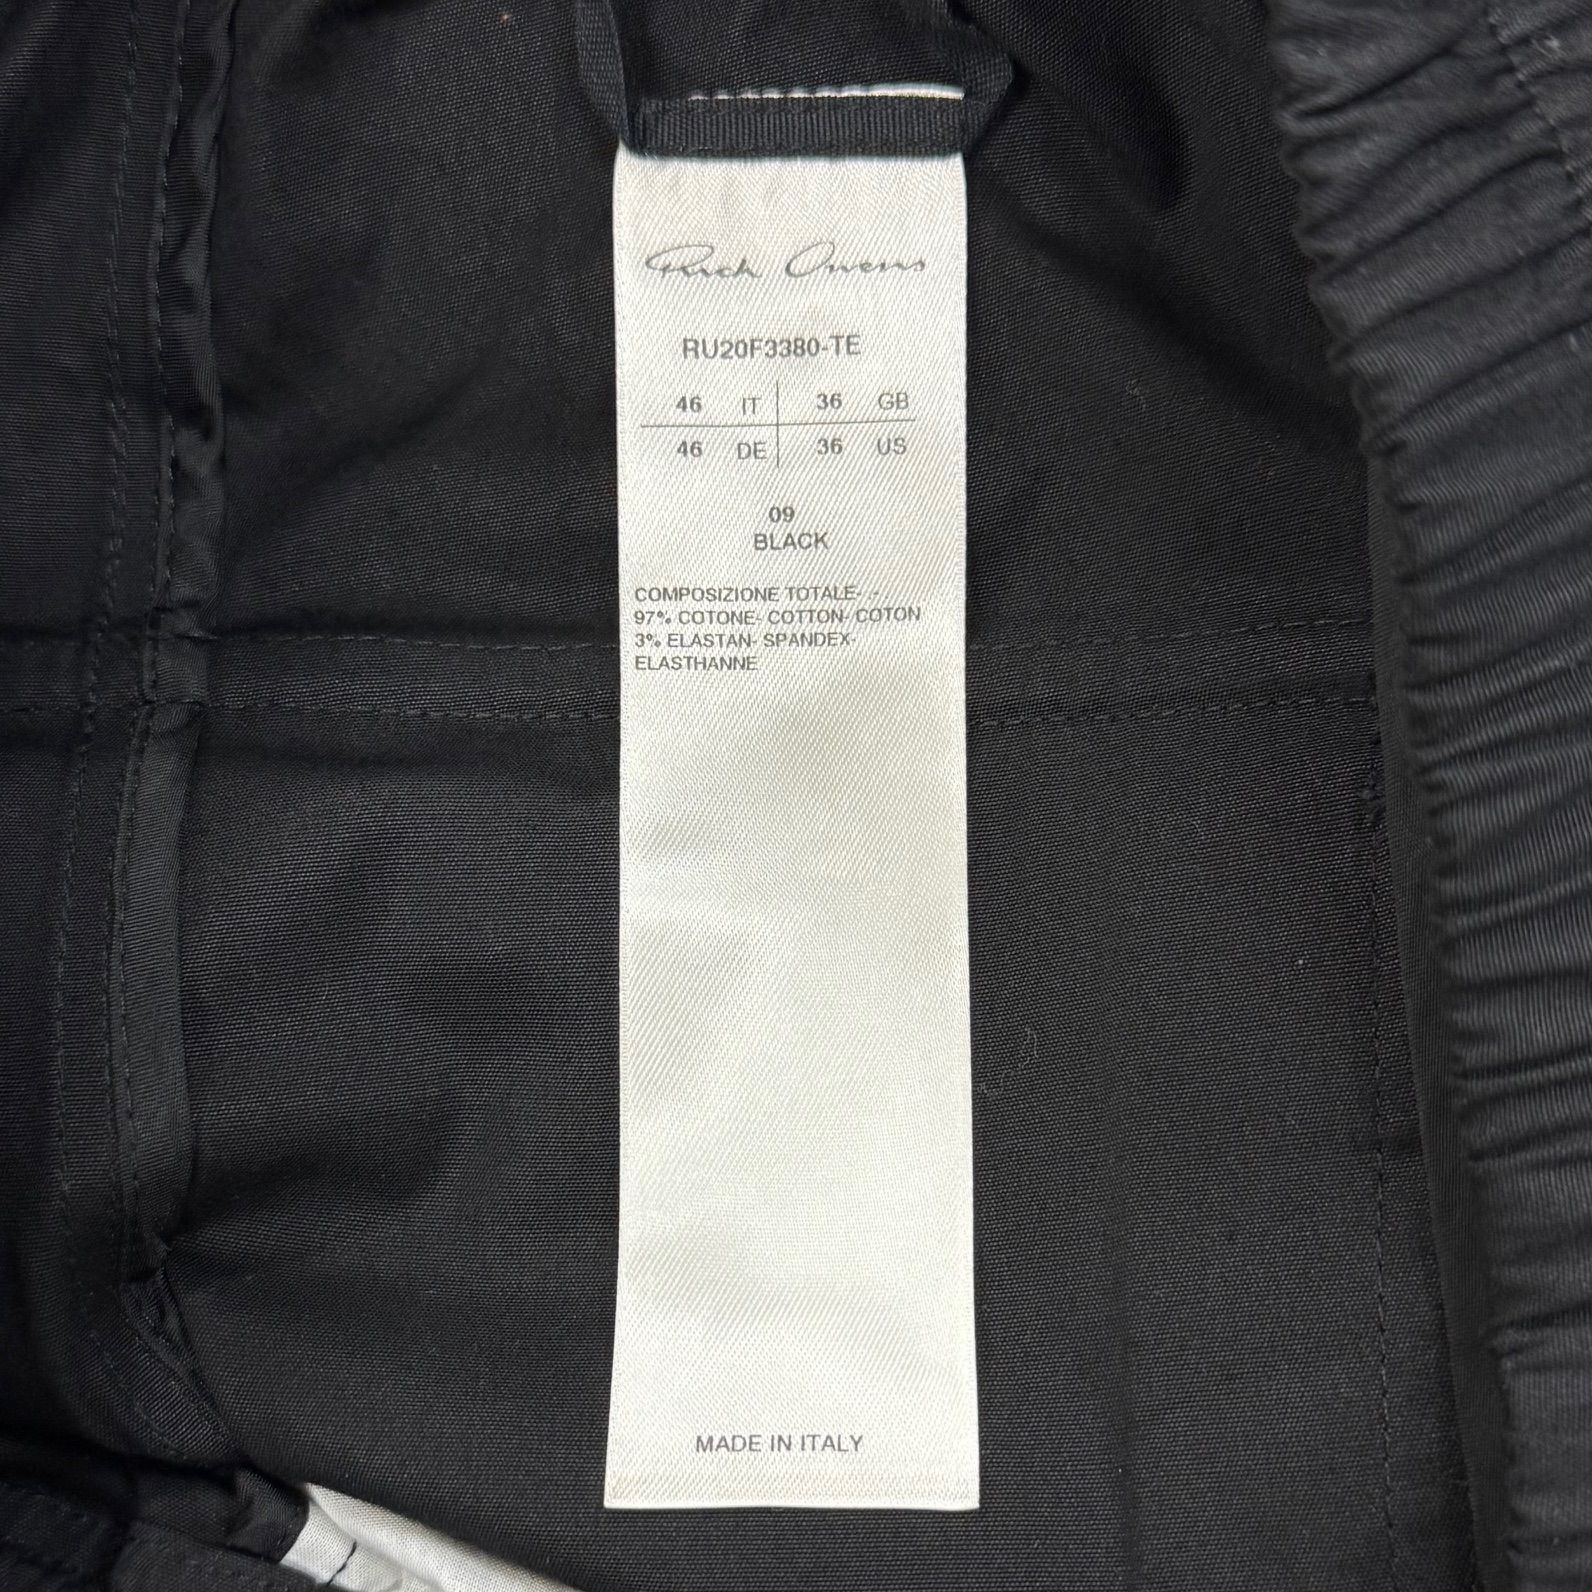 Rick Owens
RU20F3380-TE
46 IT 36 GB
46 DE 36 US
09
BLACK
COMPOSIZIONE TOTALE- .-
97% COTONE- COTTON- COTON
3% ELASTAN- SPANDEX-
ELASTHANNE
MADE IN ITALY